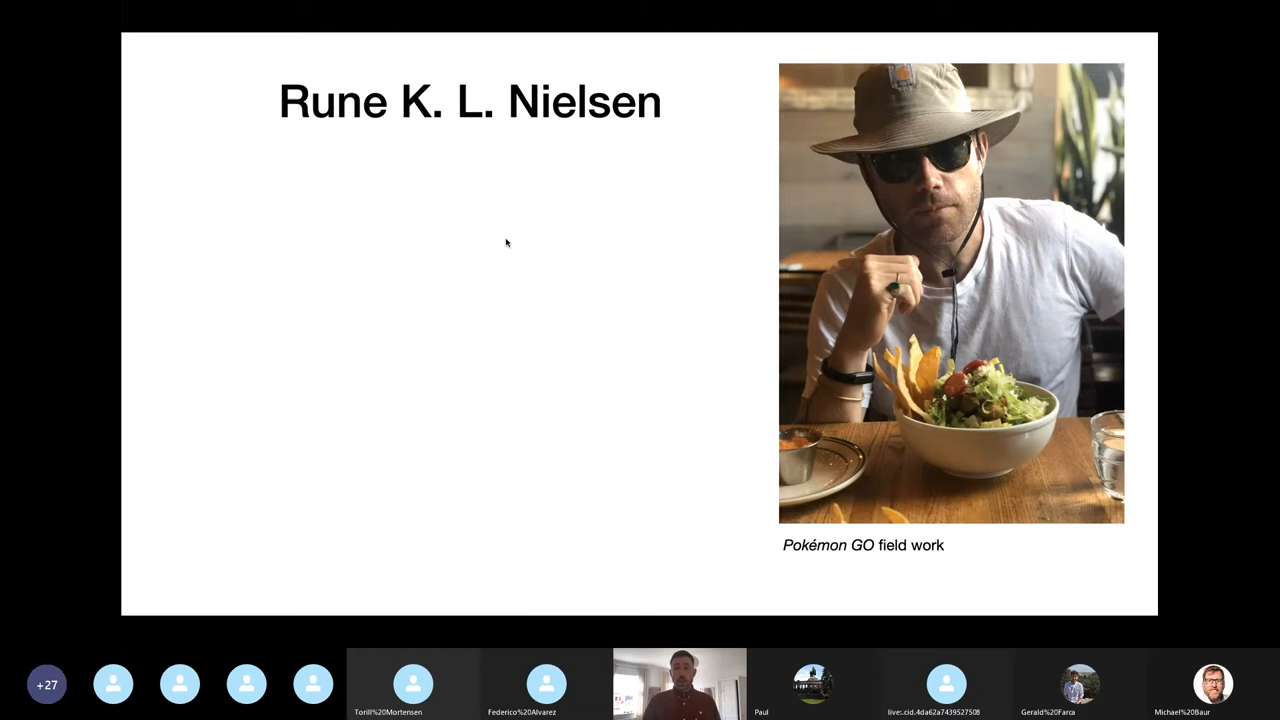 Rune K. L. Nielsen
Pokémon GO field work
+27
Torill%20Mortensen
Federico%20Alvarez
Paul
live:.cid.4da62a7439527508
Gerald%20Farca
Michael%20Baur